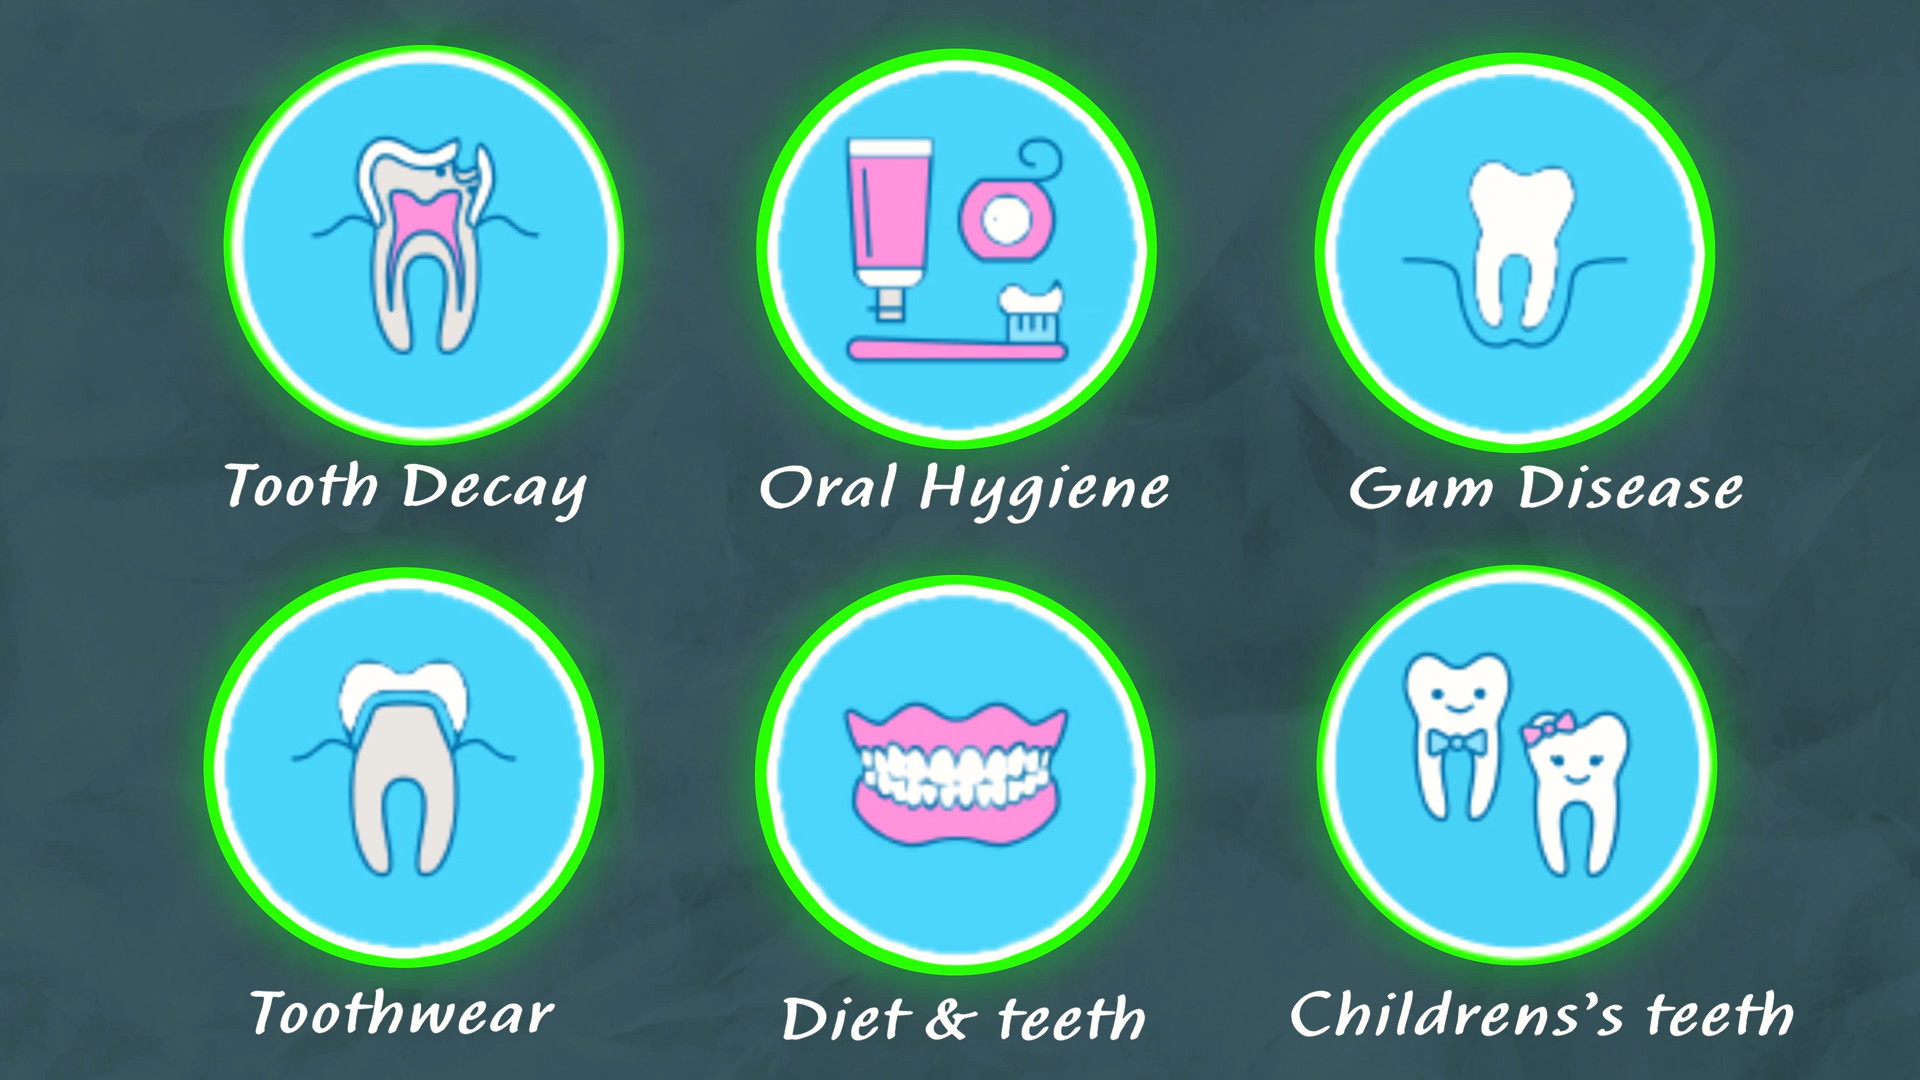 Tooth Decay
Oral Hygiene
Gum Disease
Toothwear
Diet & teeth
Childrens's teeth